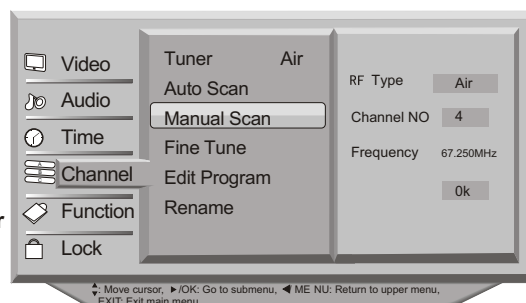 Video
Audio
Time
Channel
Function
Lock
Tuner Air
Auto Scan
Manual Scan
Fine Tune
Edit Program
Rename
RF Type Air
Channel NO 4
Frequency 67.250MHz
0k
r
: Move cursor, ▶/OK: Go to submenu, ◀ ME NU: Return to upper menu,
EXIT: Exit main menu